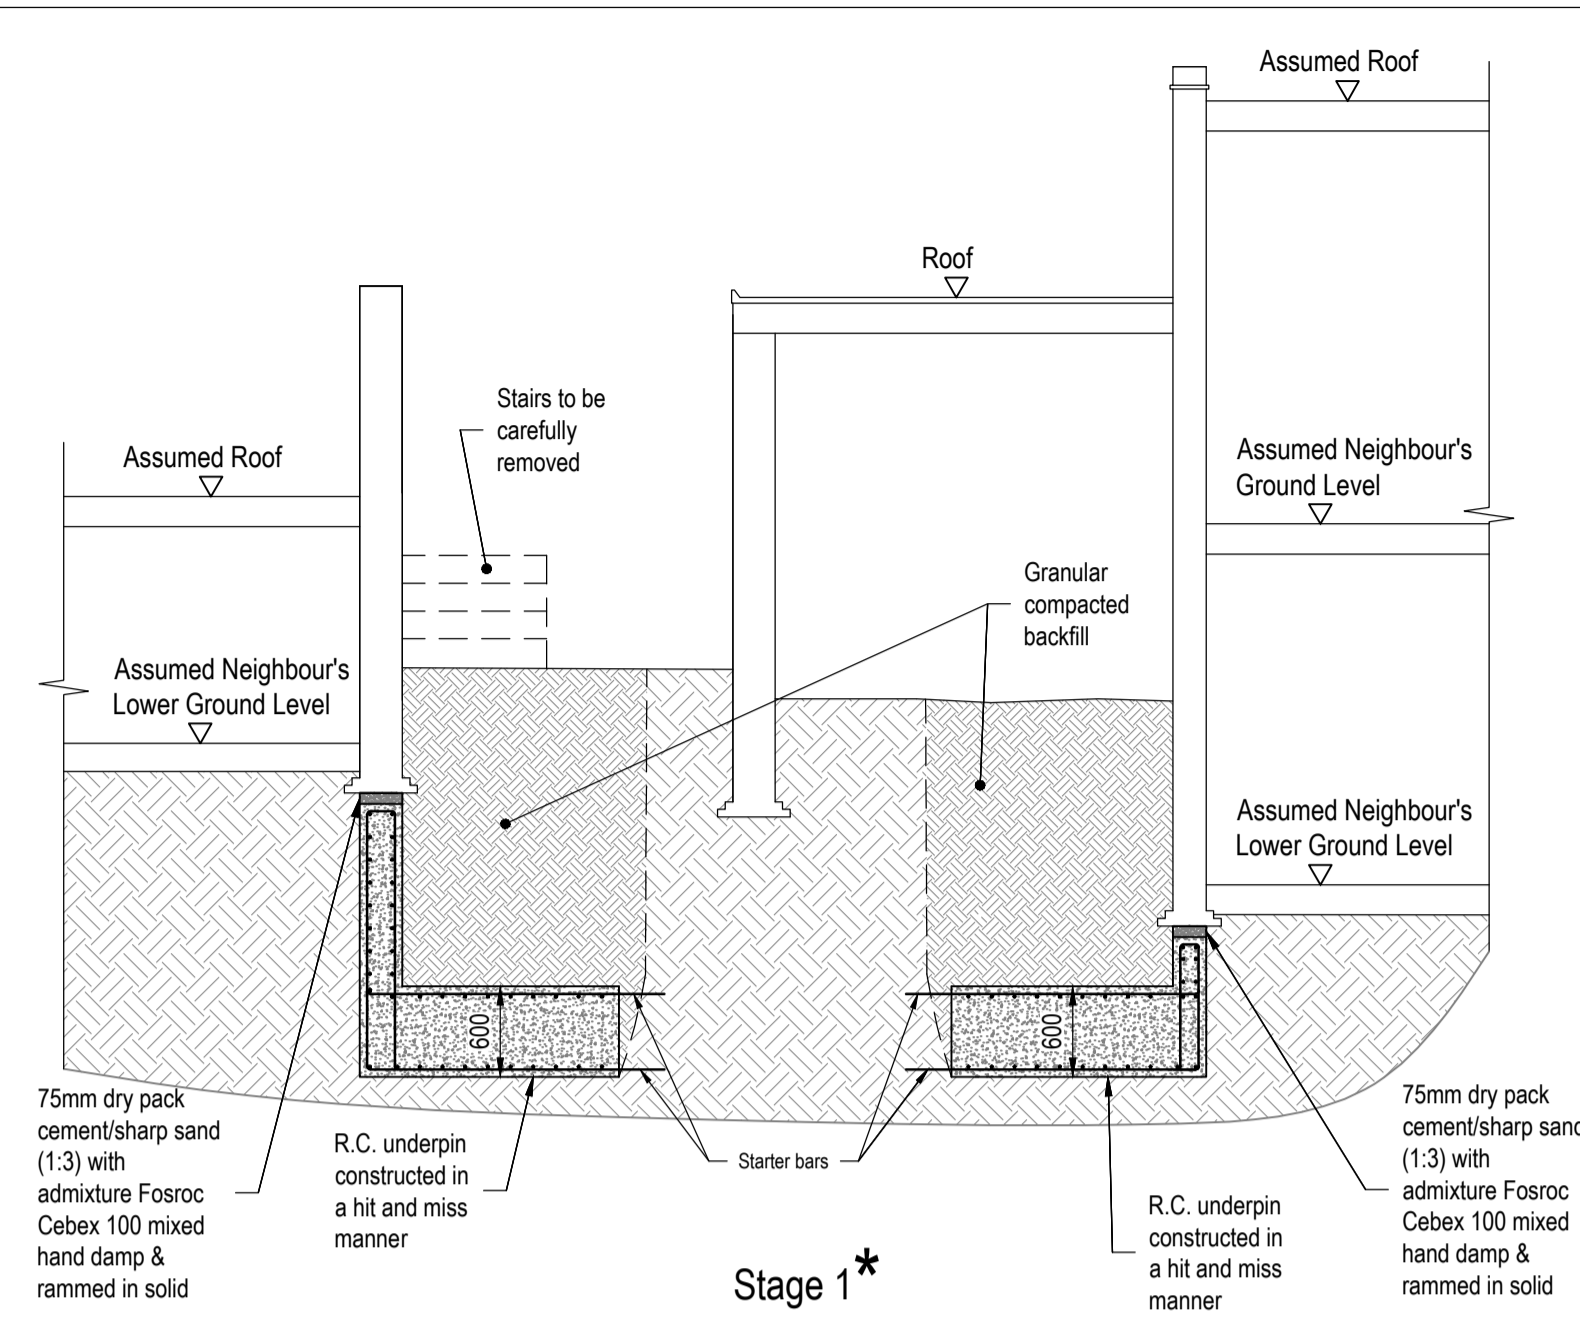 Assumed Roof
Roof
Stairs to be
carefully
removed
Assumed Roof
Assumed Neighbour's
Ground Level
Granular
compacted
backfill
Assumed Neighbour's
Lower Ground Level
Assumed Neighbour's
Lower Ground Level
600
600
75mm dry pack
cement/sharp sand
(1:3) with
admixture Fosroc
Cebex 100 mixed
hand damp &
rammed in solid
R.C. underpin
constructed in
a hit and miss
manner
Starter bars
R.C. underpin
constructed in
a hit and miss
manner
75mm dry pack
cement/sharp sand
(1:3) with
admixture Fosroc
Cebex 100 mixed
hand damp &
rammed in solid
Stage 1*